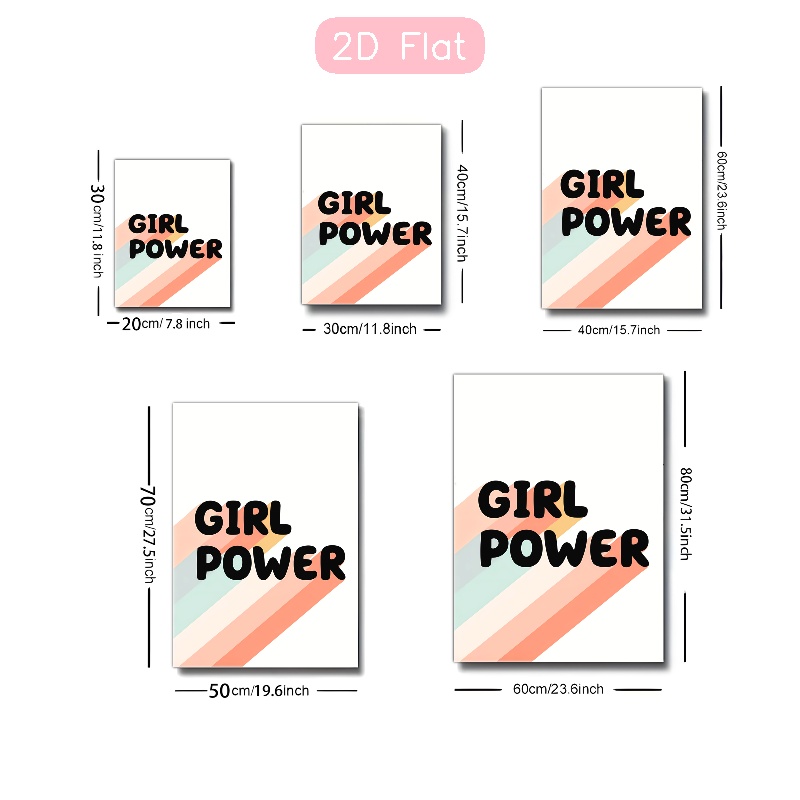 2D Flat
GIRL
POWER
30cm/11.8 inch
20cm/7.8 inch
GIRL
POWER
40cm/15.7inch
30cm/11.8inch
GIRL
POWER
60cm/23.6inch
40cm/15.7inch
GIRL
POWER
70cm/27.5inch
50cm/19.6inch
GIRL
POWER
80cm/31.5inch
60cm/23.6inch